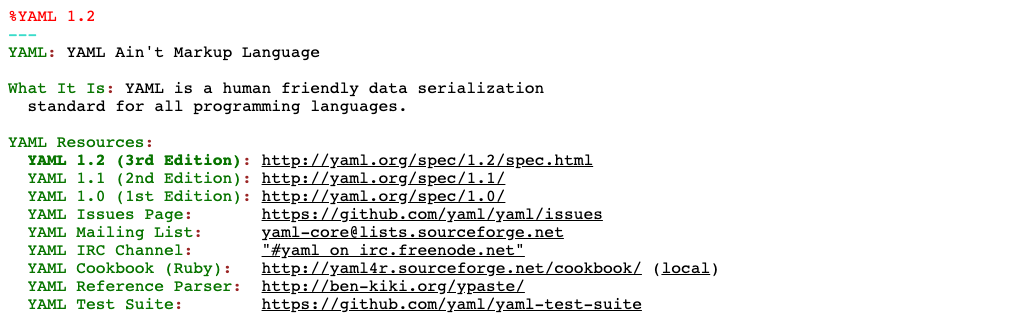 %YAML 1.2
---
YAML: YAML Ain't Markup Language
What It Is: YAML is a human friendly data serialization
standard for all programming languages.
YAML Resources:
YAML 1.2 (3rd Edition): http://yaml.org/spec/1.2/spec.html
YAML 1.1 (2nd Edition): http://yaml.org/spec/1.1/
YAML 1.0 (1st Edition): http://yaml.org/spec/1.0/
YAML Issues Page: https://github.com/yaml/yaml/issues
YAML Mailing List: yaml-core@lists.sourceforge.net
YAML IRC Channel: "#yaml on irc.freenode.net"
YAML Cookbook (Ruby): http://yaml4r.sourceforge.net/cookbook/ (local)
YAML Reference Parser: http://ben-kiki.org/ypaste/
YAML Test Suite: https://github.com/yaml/yaml-test-suite